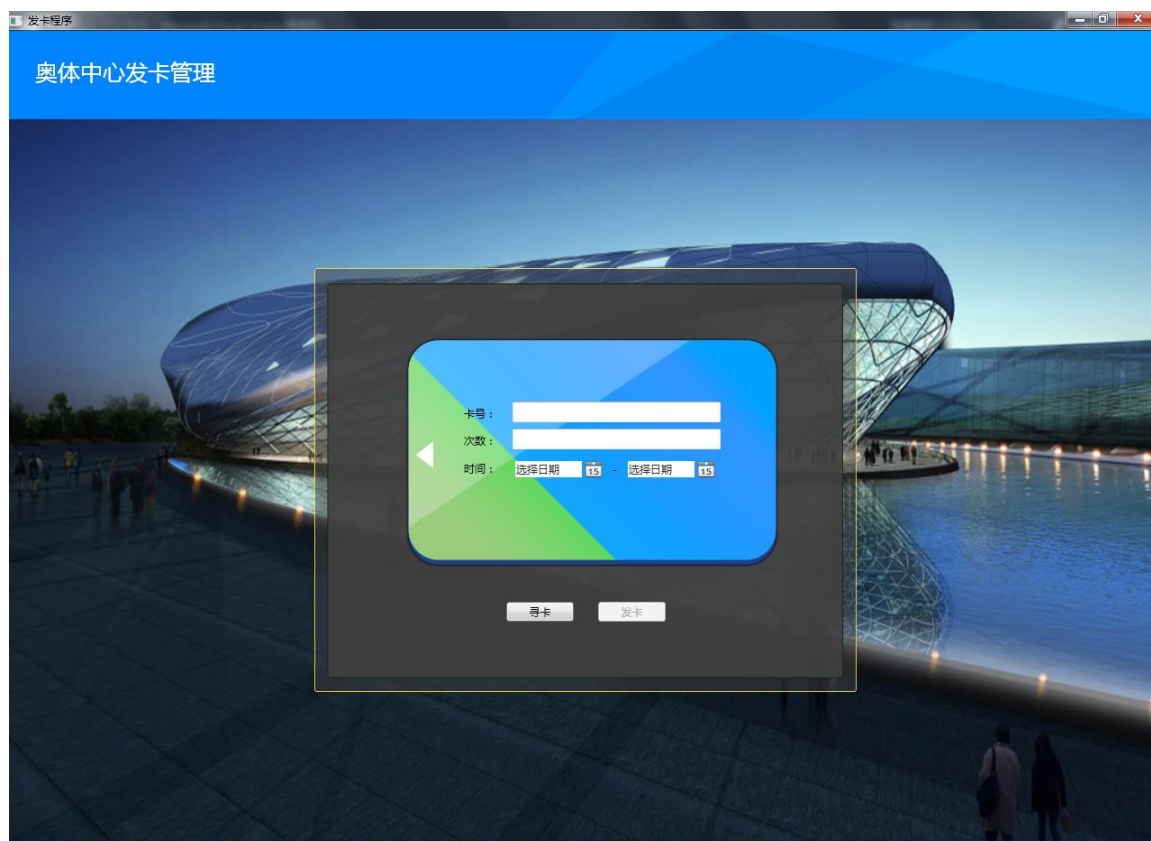 发卡程序
奥体中心发卡管理
卡号：
次数：
时间： 选择日期 15 - 选择日期 15
寻卡 发卡